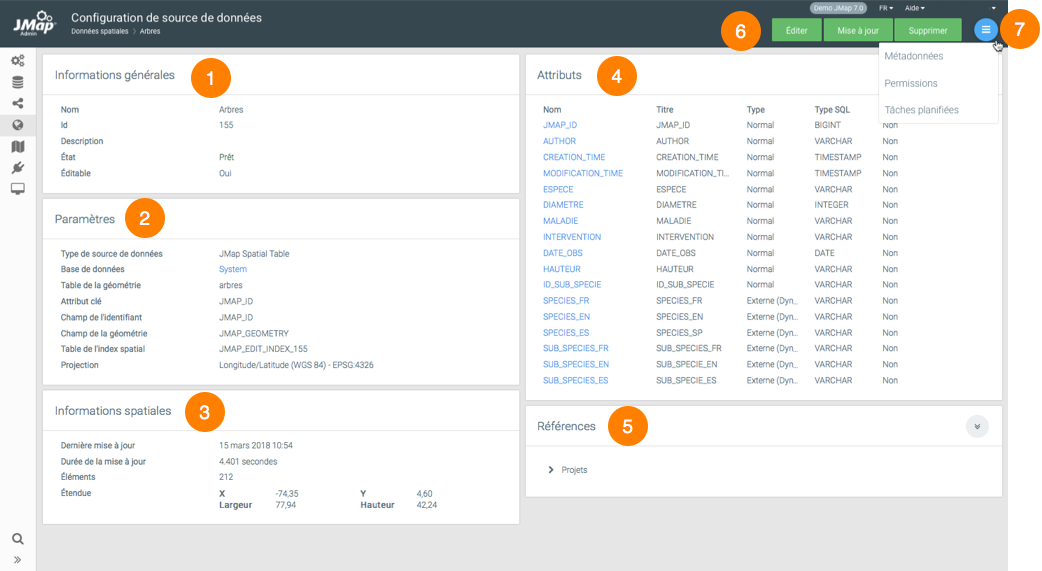 JMap
Admin
Configuration de source de données
Données spatiales > Arbres
Demo JMap 7.0
FR
Aide
6
Éditer
Mise à jour
Supprimer
7
Métadonnées
Permissions
Tâches planifiées
Informations générales
1
Nom Arbres
Id 155
Description
État Prêt
Éditable Oui
Paramètres
2
Type de source de données JMap Spatial Table
Base de données System
Table de la géométrie arbres
Attribut clé JMAP_ID
Champ de l'identifiant JMAP_ID
Champ de la géométrie JMAP_GEOMETRY
Table de l'index spatial JMAP_EDIT_INDEX_155
Projection Longitude/Latitude (WGS 84) - EPSG:4326
Informations spatiales
3
Dernière mise à jour 15 mars 2018 10:54
Durée de la mise à jour 4.401 secondes
Éléments 212
Étendue X -74,35 Y 4,60
Largeur 77,94 Hauteur 42,24
Attributs
4
Nom Titre Type Type SQL
JMAP_ID JMAP_ID Normal BIGINT Non
AUTHOR AUTHOR Normal VARCHAR Non
CREATION_TIME CREATION_TIME Normal TIMESTAMP Non
MODIFICATION_TIME MODIFICATION_TI... Normal TIMESTAMP Non
ESPECE ESPECE Normal VARCHAR Non
DIAMETRE DIAMETRE Normal INTEGER Non
MALADIE MALADIE Normal VARCHAR Non
INTERVENTION INTERVENTION Normal VARCHAR Non
DATE_OBS DATE_OBS Normal DATE Non
HAUTEUR HAUTEUR Normal VARCHAR Non
ID_SUB_SPECIE ID_SUB_SPECIE Normal VARCHAR Non
SPECIES_FR SPECIES_FR Externe (Dyn... VARCHAR Non
SPECIES_EN SPECIES_EN Externe (Dyn... VARCHAR Non
SPECIES_ES SPECIES_SP Externe (Dyn... VARCHAR Non
SUB_SPECIES_FR SUB_SPECIES_FR Externe (Dyn... VARCHAR Non
SUB_SPECIES_EN SUB_SPECIE_EN Externe (Dyn... VARCHAR Non
SUB_SPECIES_ES SUB_SPECIE_ES Externe (Dyn... VARCHAR Non
Références
5
Projets